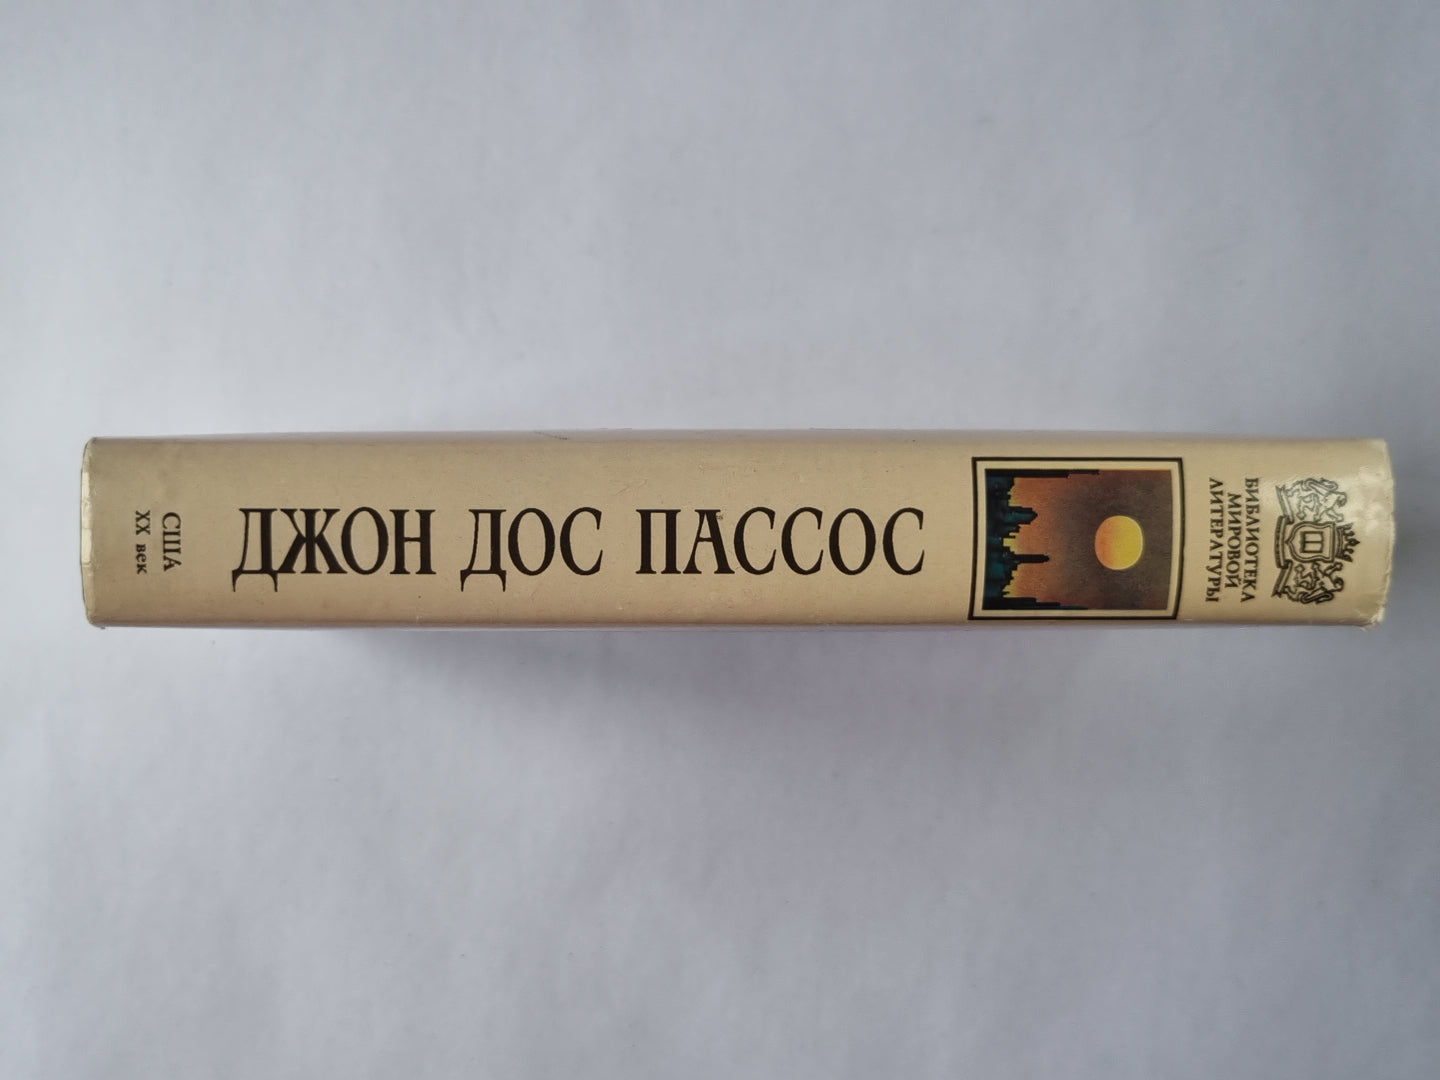 ДЖОН ДОС ПАССОС
США
XX век
БИБЛИОТЕКА
МИРОВОЙ
ЛИТЕРАТУРЫ